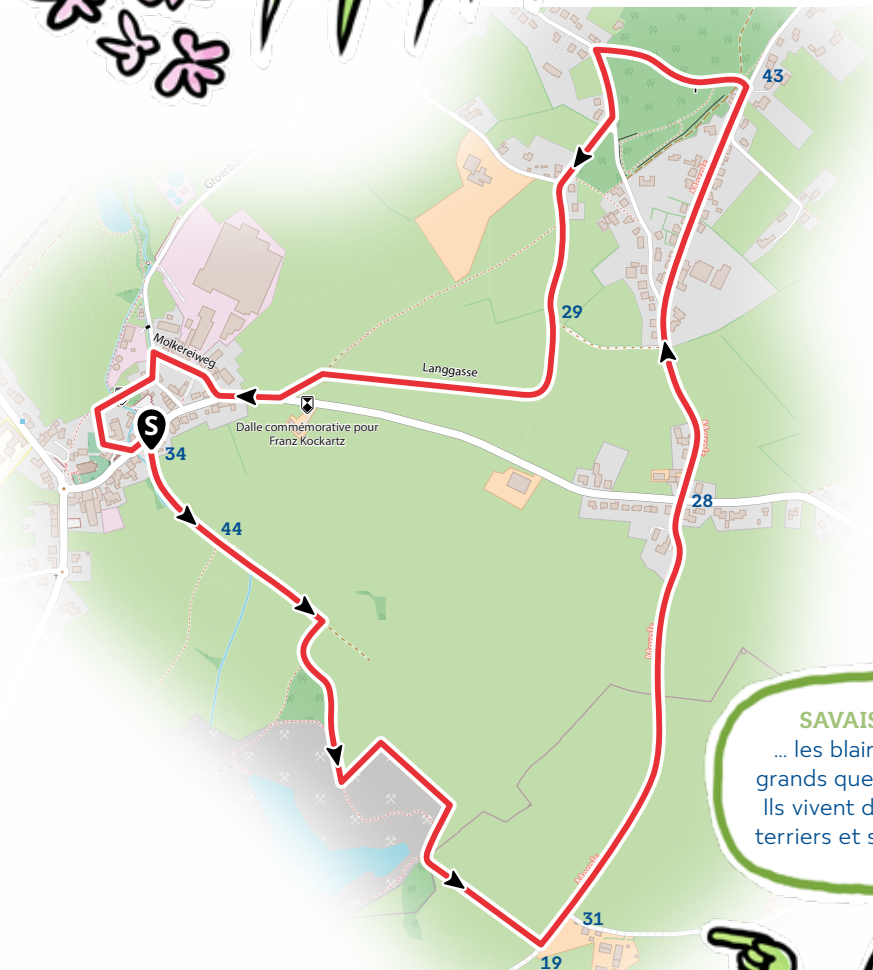 43
Groetbach
29
Molkereiweg
Langgasse
S
Dalle commémorative pour
Franz Kockartz
34
28
44
SAVAIS
... les blair
grands que
Ils vivent d
terriers et s
31
19